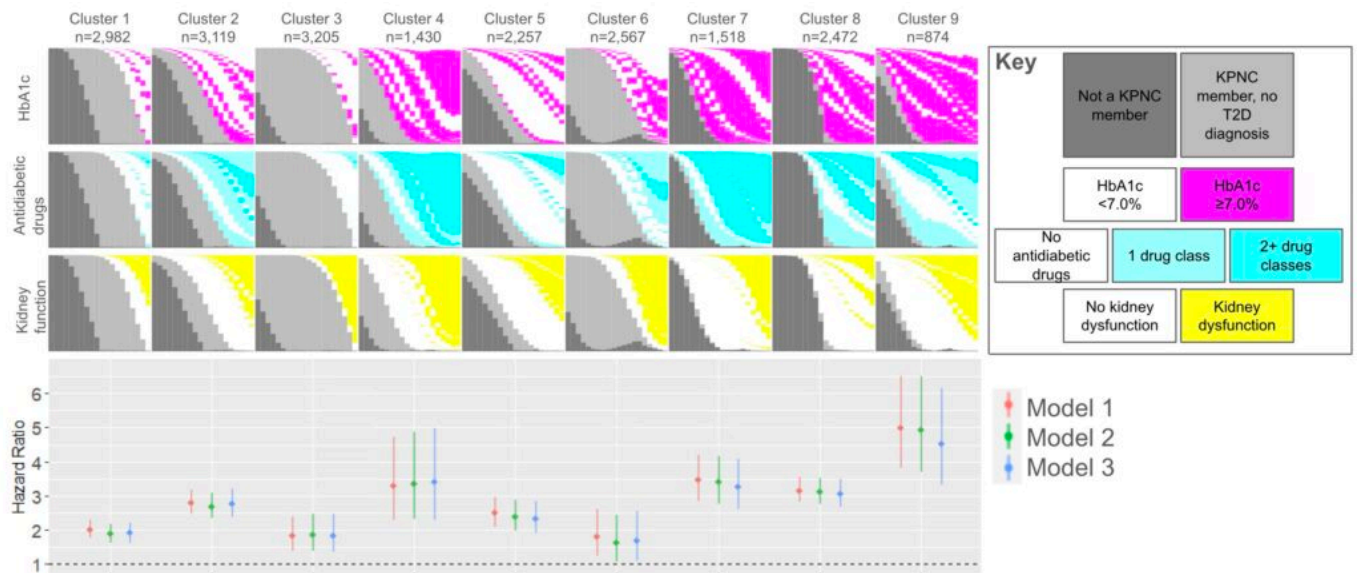 Cluster 1 Cluster 2 Cluster 3 Cluster 4 Cluster 5 Cluster 6 Cluster 7 Cluster 8 Cluster 9
n=2,982 n=3,119 n=3,205 n=1,430 n=2,257 n=2,567 n=1,518 n=2,472 n=874
HbA1c
Antidiabetic
drugs
Kidney
function
Key
Not a KPNC
member
KPNC
member, no
T2D
diagnosis
HbA1c
<7.0%
HbA1c
≥7.0%
No
antidiabetic
drugs
1 drug class
2+ drug
classes
No kidney
dysfunction
Kidney
dysfunction
Hazard Ratio
6
5
4
3
2
1
Model 1
Model 2
Model 3